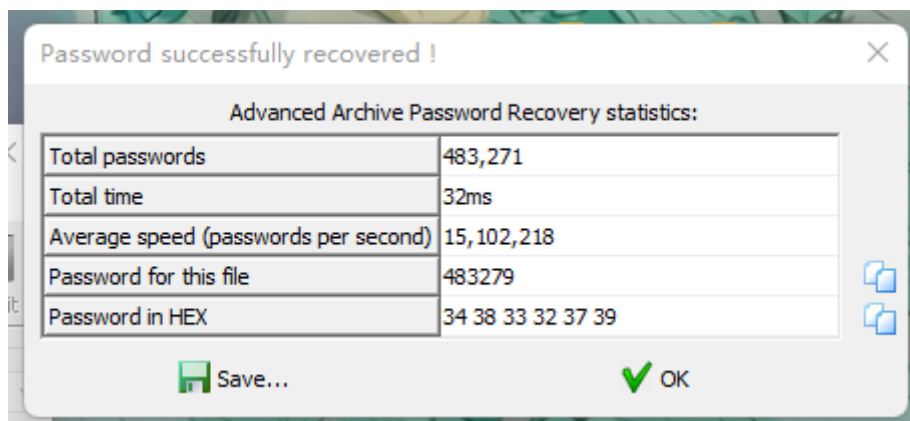 Password successfully recovered !
Advanced Archive Password Recovery statistics:
Total passwords 483,271
Total time 32ms
Average speed (passwords per second) 15,102,218
Password for this file 483279
it
Password in HEX 34 38 33 32 37 39
Save... OK